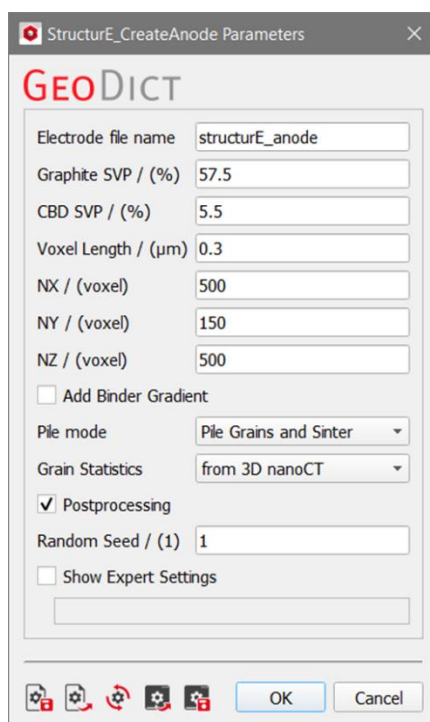 StructurE_CreateAnode Parameters
GEODICT
Electrode file name structurE_anode
Graphite SVP / (%) 57.5
CBD SVP / (%) 5.5
Voxel Length / (µm) 0.3
NX / (voxel) 500
NY / (voxel) 150
NZ / (voxel) 500
Add Binder Gradient
Pile mode Pile Grains and Sinter
Grain Statistics from 3D nanoCT
Postprocessing
Random Seed / (1) 1
Show Expert Settings
OK Cancel